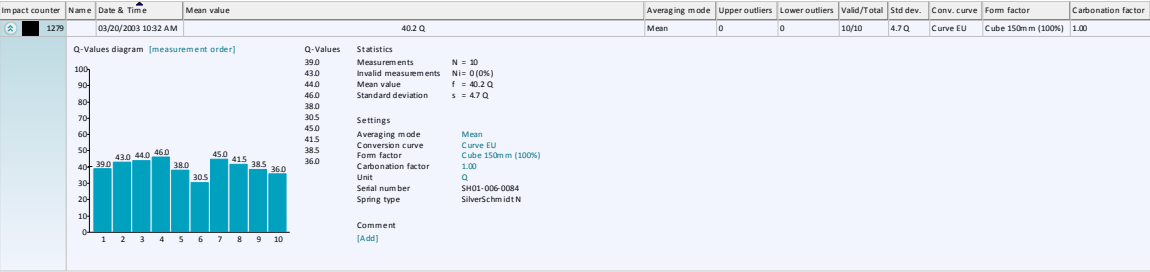 Impact counter Name Date & Time Mean value Averaging mode Upper outliers Lower outliers Valid/Total Std dev. Conv. curve Form factor Carbonation factor
1279 03/20/2003 10:32 AM 40.2 Q Mean 0 0 10/10 4.7 Q Curve EU Cube 150mm (100%) 1.00
Q-Values diagram [measurement order]
100
90
80
70
60
50
40
30
20
10
0
39.0 43.0 44.0 46.0 38.0 30.5 45.0 41.5 38.5 36.0
1 2 3 4 5 6 7 8 9 10
Q-Values
39.0
43.0
44.0
46.0
38.0
30.5
45.0
41.5
38.5
36.0
Statistics
Measurements N = 10
Invalid measurements Ni= 0 (0%)
Mean value f = 40.2 Q
Standard deviation s = 4.7 Q
Settings
Averaging mode Mean
Conversion curve Curve EU
Form factor Cube 150mm (100%)
Carbonation factor 1.00
Unit Q
Serial number SH01-006-0084
Spring type SilverSchmidt N
Comment
[Add]